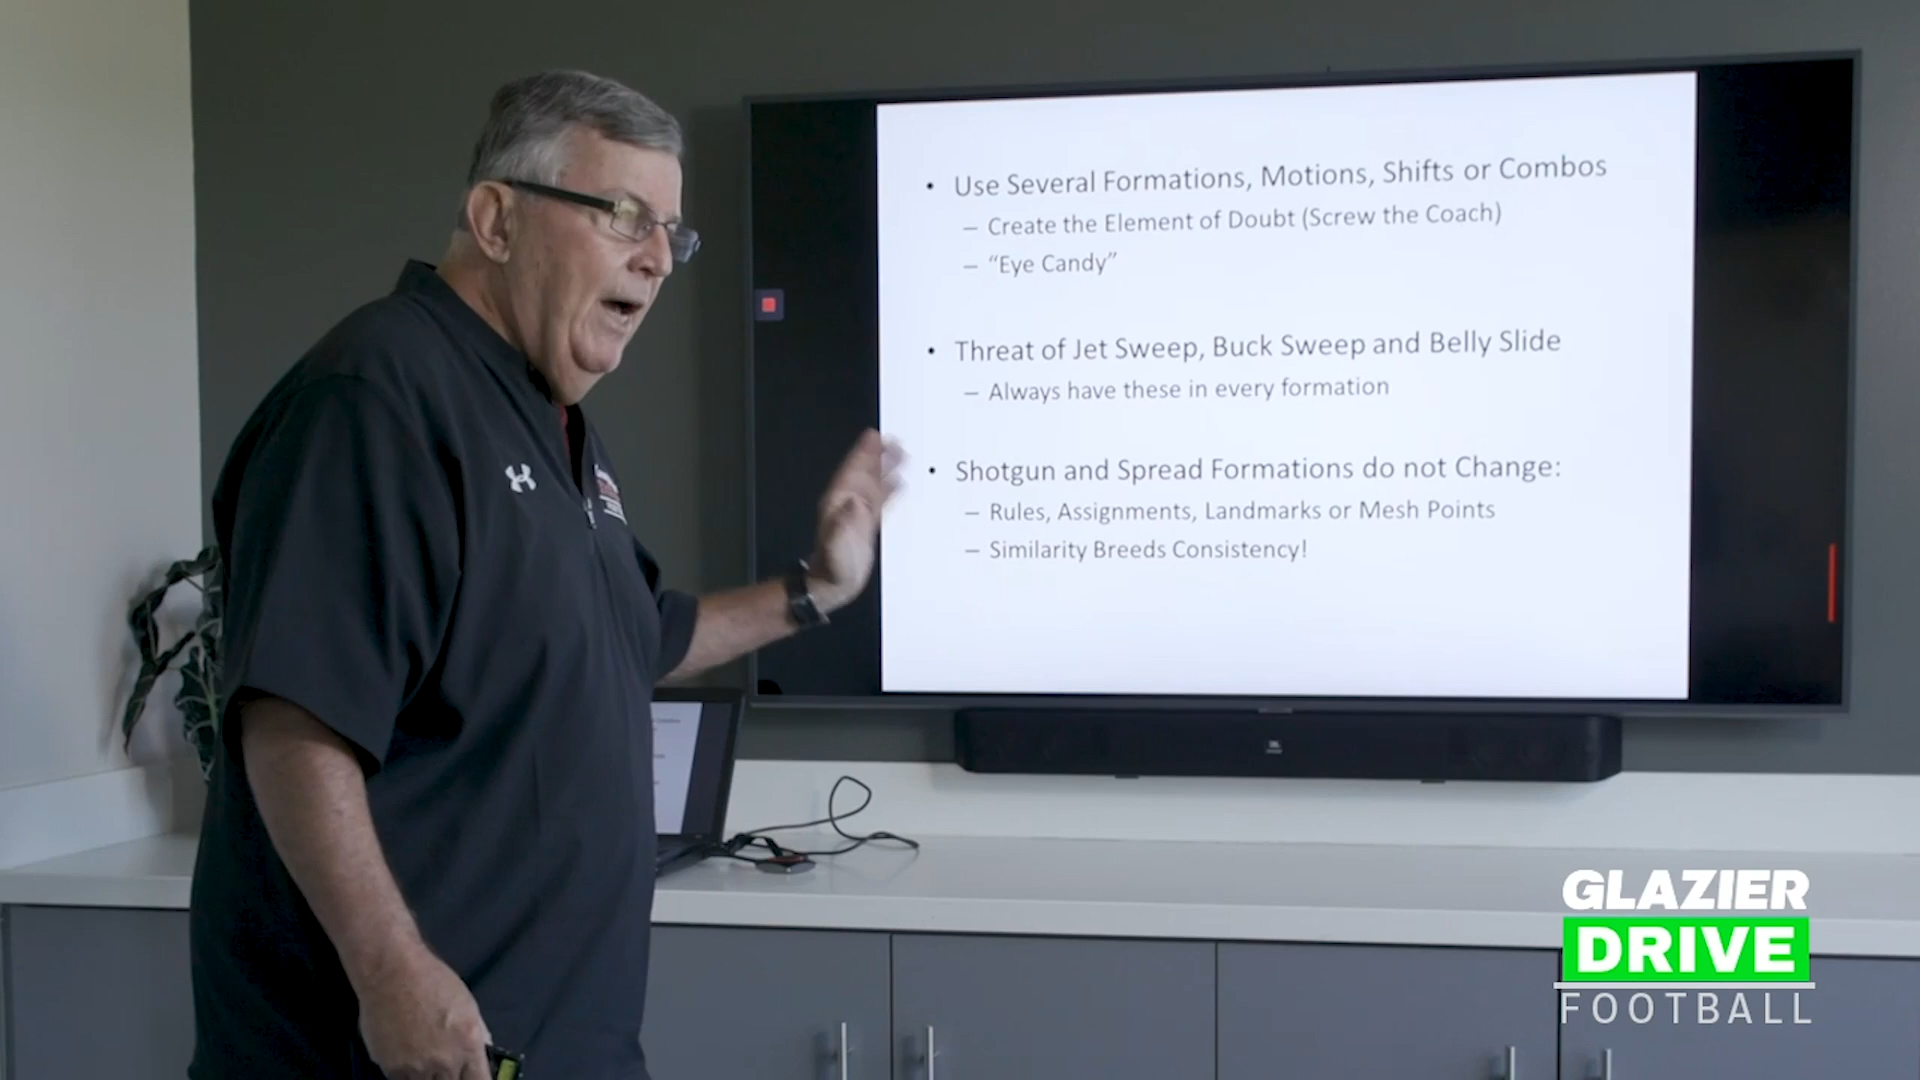 • Use Several Formations, Motions, Shifts or Combos
– Create the Element of Doubt (Screw the Coach)
– “Eye Candy”
• Threat of Jet Sweep, Buck Sweep and Belly Slide
– Always have these in every formation
• Shotgun and Spread Formations do not Change:
– Rules, Assignments, Landmarks or Mesh Points
– Similarity Breeds Consistency!
JBL
GLAZIER
DRIVE
FOOTBALL